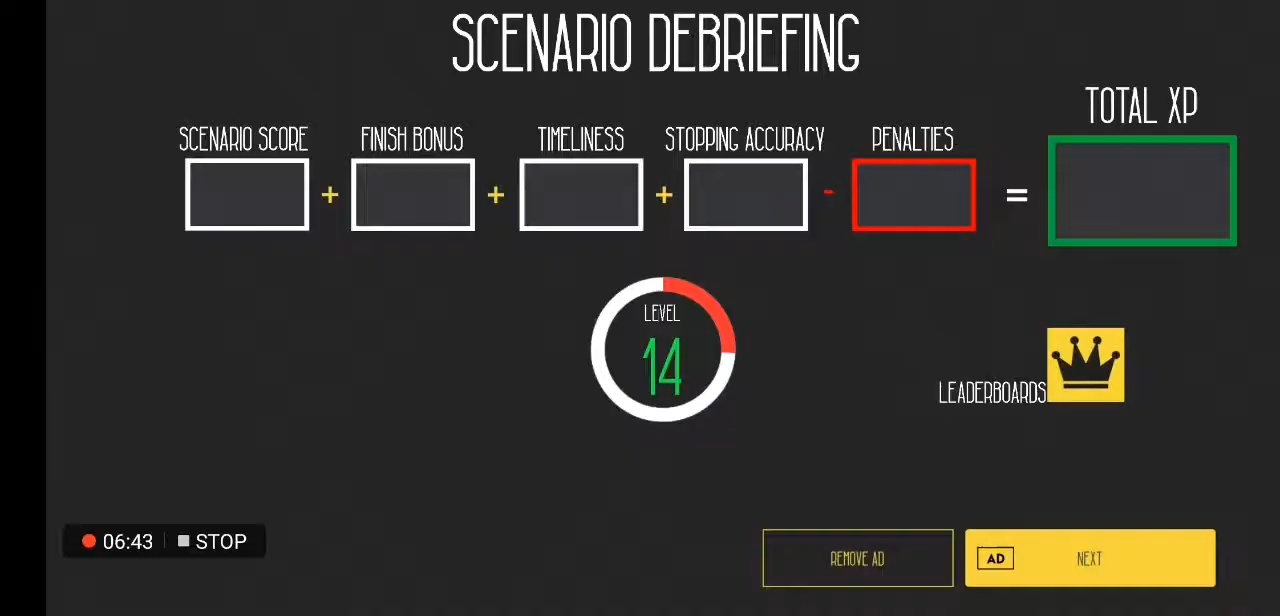 SCENARIO DEBRIEFING
TOTAL XP
SCENARIO SCORE FINISH BONUS TIMELINESS STOPPING ACCURACY PENALTIES
+ + + - =
LEVEL
14
LEADERBOARDS
06:43 STOP
REMOVE AD
AD NEXT